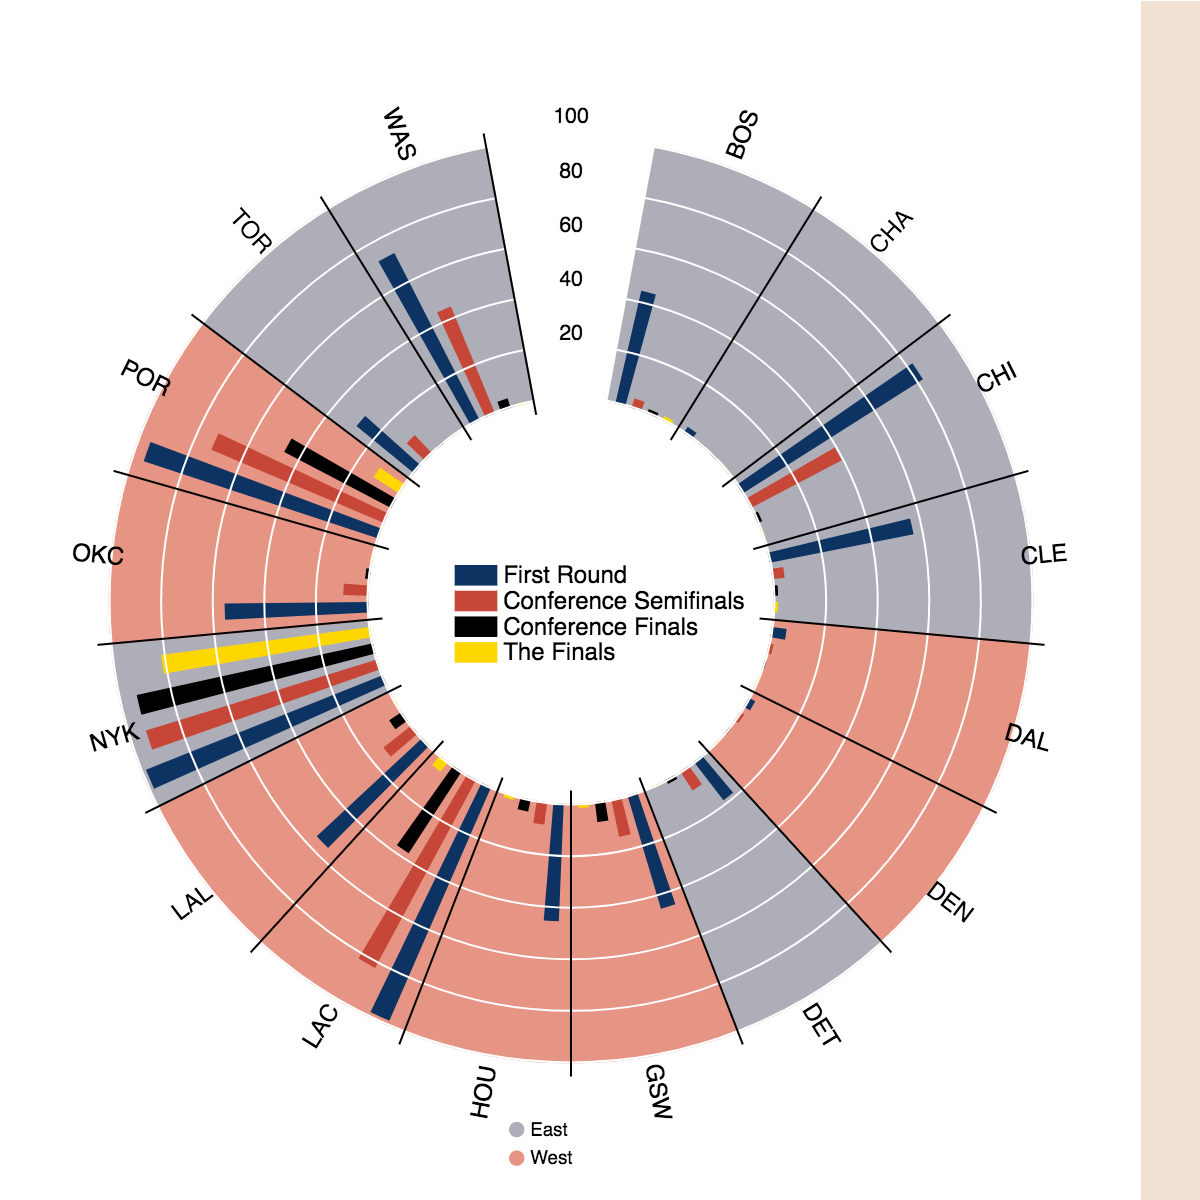 100
80
60
40
20
BOS
CHA
CHI
CLE
DAL
DEN
DET
GSW
HOU
LAC
LAL
NYK
OKC
POR
TOR
WAS
First Round
Conference Semifinals
Conference Finals
The Finals
East
West